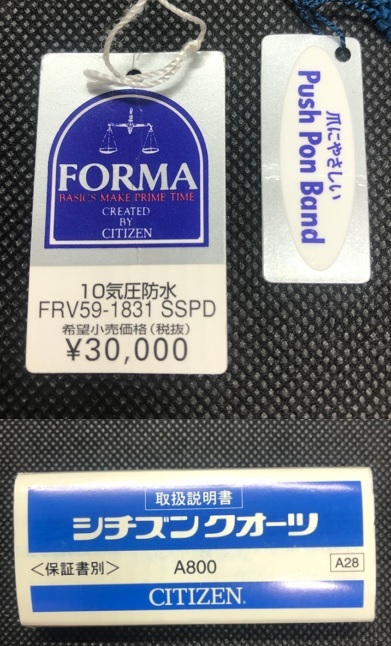 FORMA
BASICS MAKE PRIME TIME
CREATED
BY
CITIZEN
10気圧防水
FRV59-1831 SSPD
希望小売価格(税抜)
¥30,000
爪にやさしい
Push Pon Band
取扱説明書
シチズンクオーツ
<保証書別>
A800
A28
CITIZEN